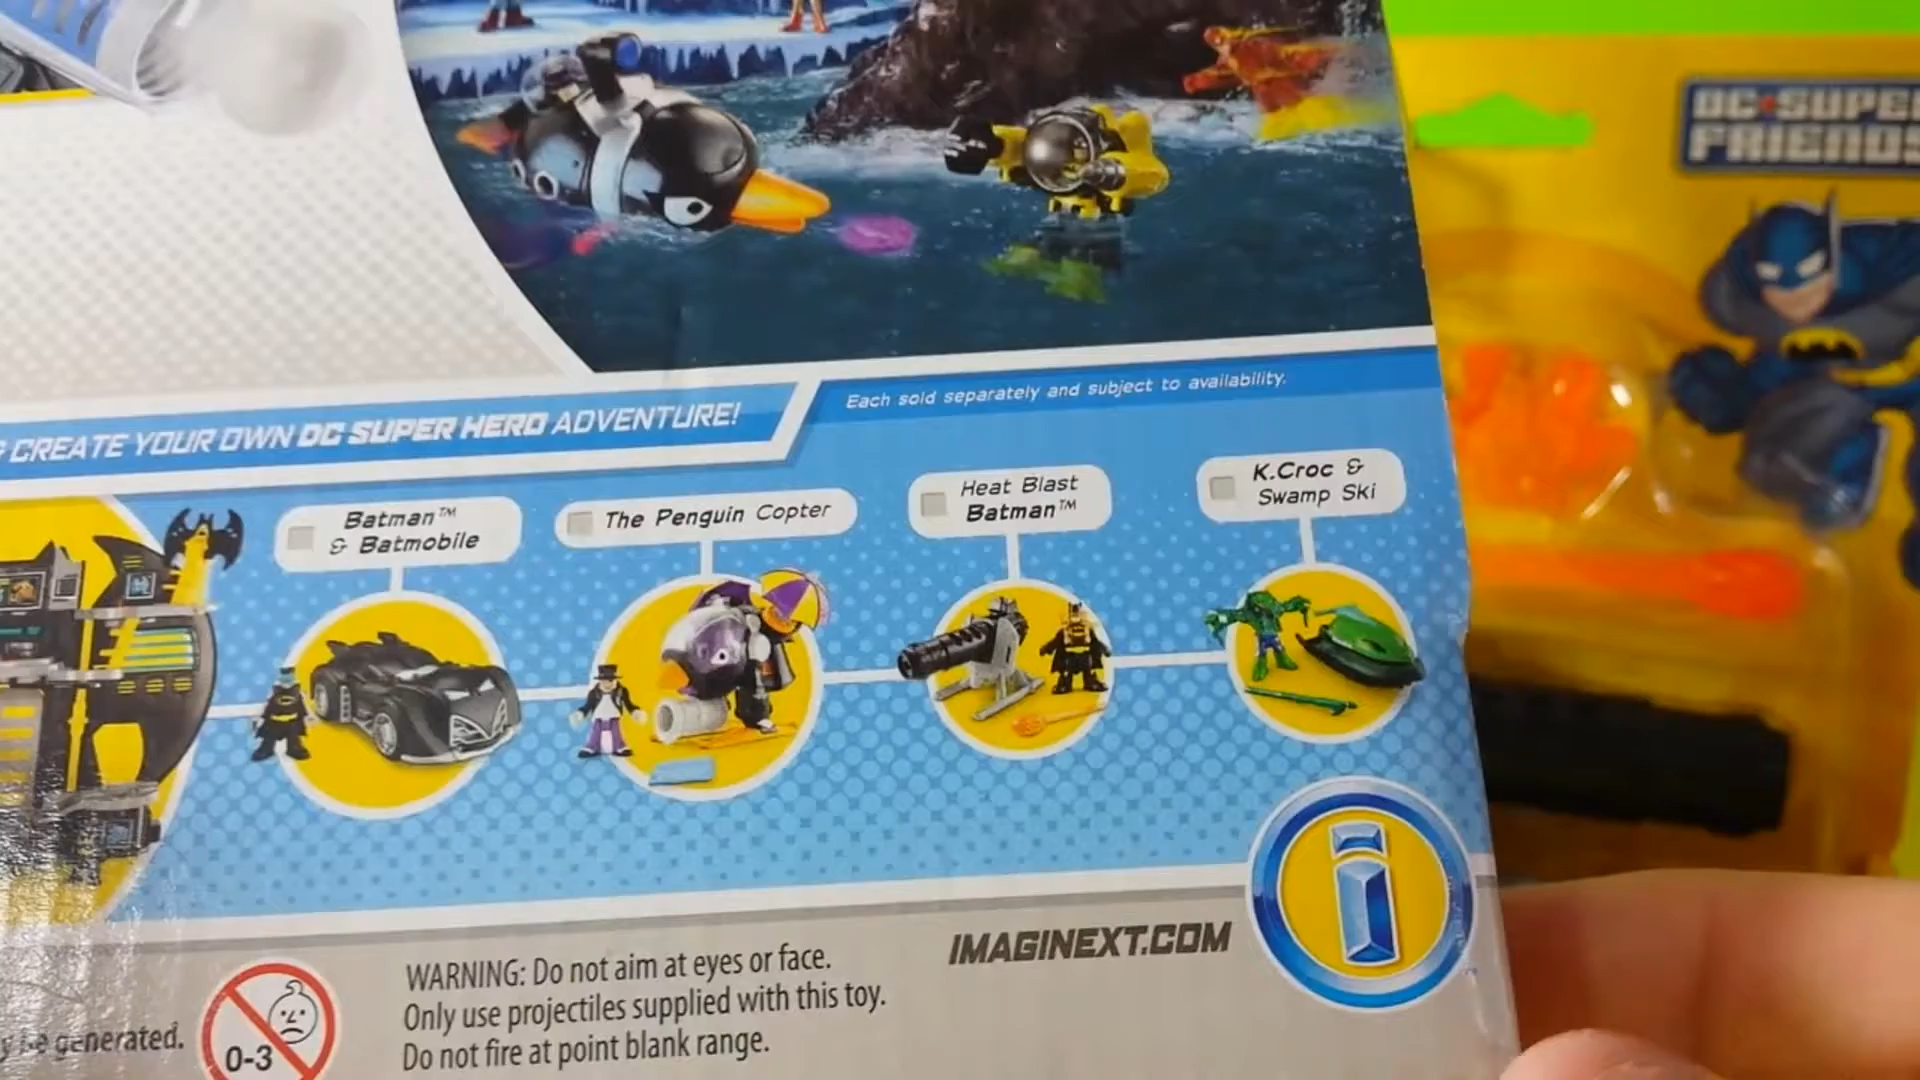 DC SUPER
FRIENDS
CREATE YOUR OWN DC SUPER HERO ADVENTURE!
Each sold separately and subject to availability.
Batman™
& Batmobile
The Penguin Copter
Heat Blast
Batman™
K.Croc &
Swamp Ski
IMAGINEXT.COM
i
WARNING: Do not aim at eyes or face.
Only use projectiles supplied with this toy.
Do not fire at point blank range.
generated.
0-3